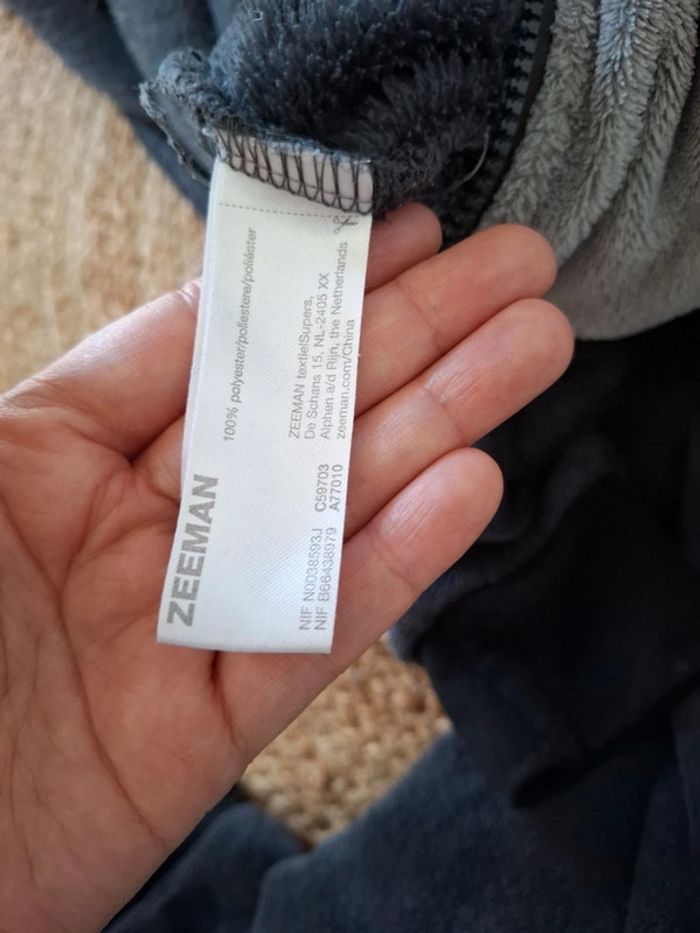 100% polyester/poliestere/poliéster
ZEEMAN textielSupers,
De Schans 15, NL-2405 XX
Alphen a/d Rijn, the Netherlands
zeeman.com/China
ZEEMAN
C59703
A77010
NIF N0038593J
NIF B66438979